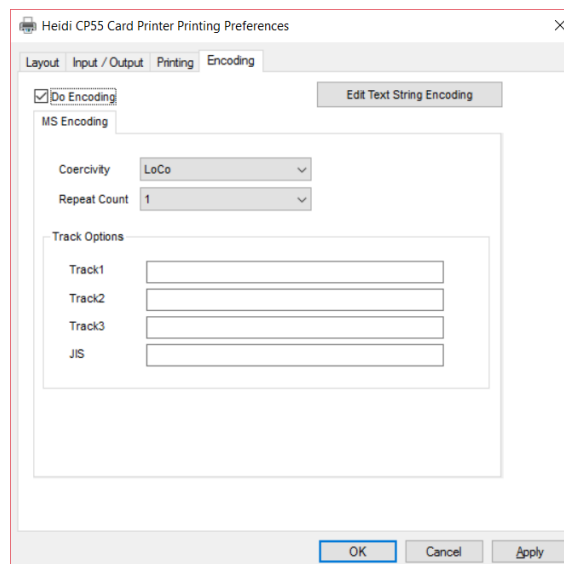 Heidi CP55 Card Printer Printing Preferences
Layout Input / Output Printing Encoding
Do Encoding Edit Text String Encoding
MS Encoding
Coercivity LoCo
Repeat Count 1
Track Options
Track1
Track2
Track3
JIS
OK Cancel Apply